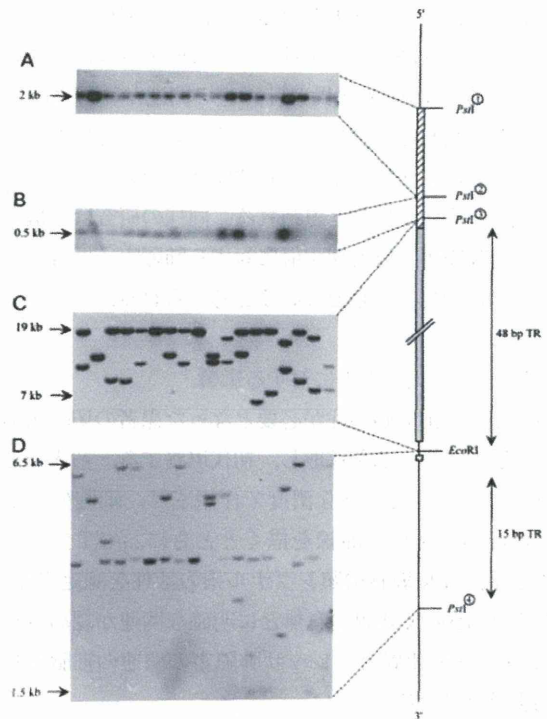 5'
A
2 kb
PstI①
B
PstI②
0.5 kb
PstI③
C
19 kb
48 bp TR
7 kb
D
EcoRI
6.5 kb
15 bp TR
PstI④
1.5 kb
3'